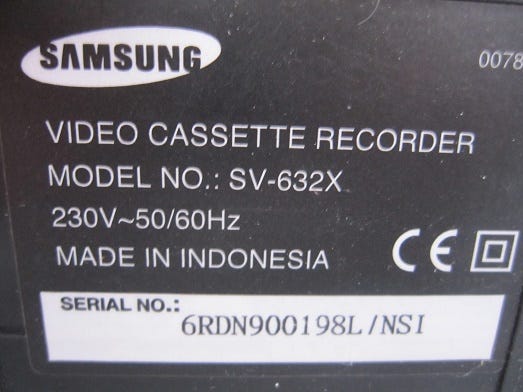 SAMSUNG
0078
VIDEO CASSETTE RECORDER
MODEL NO.: SV-632X
230V~50/60Hz
MADE IN INDONESIA
CE
SERIAL NO.:
6RDN900198L/NSI